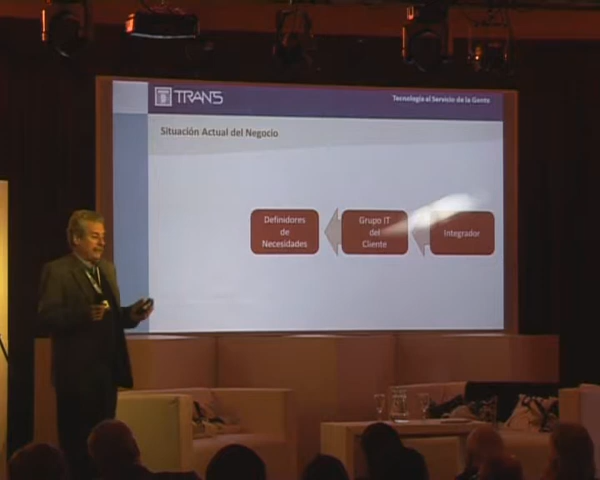 TRANS
Tecnología al Servicio de la Gente
Situación Actual del Negocio
Definidores
de
Necesidades
Grupo IT
del
Cliente
Integrador